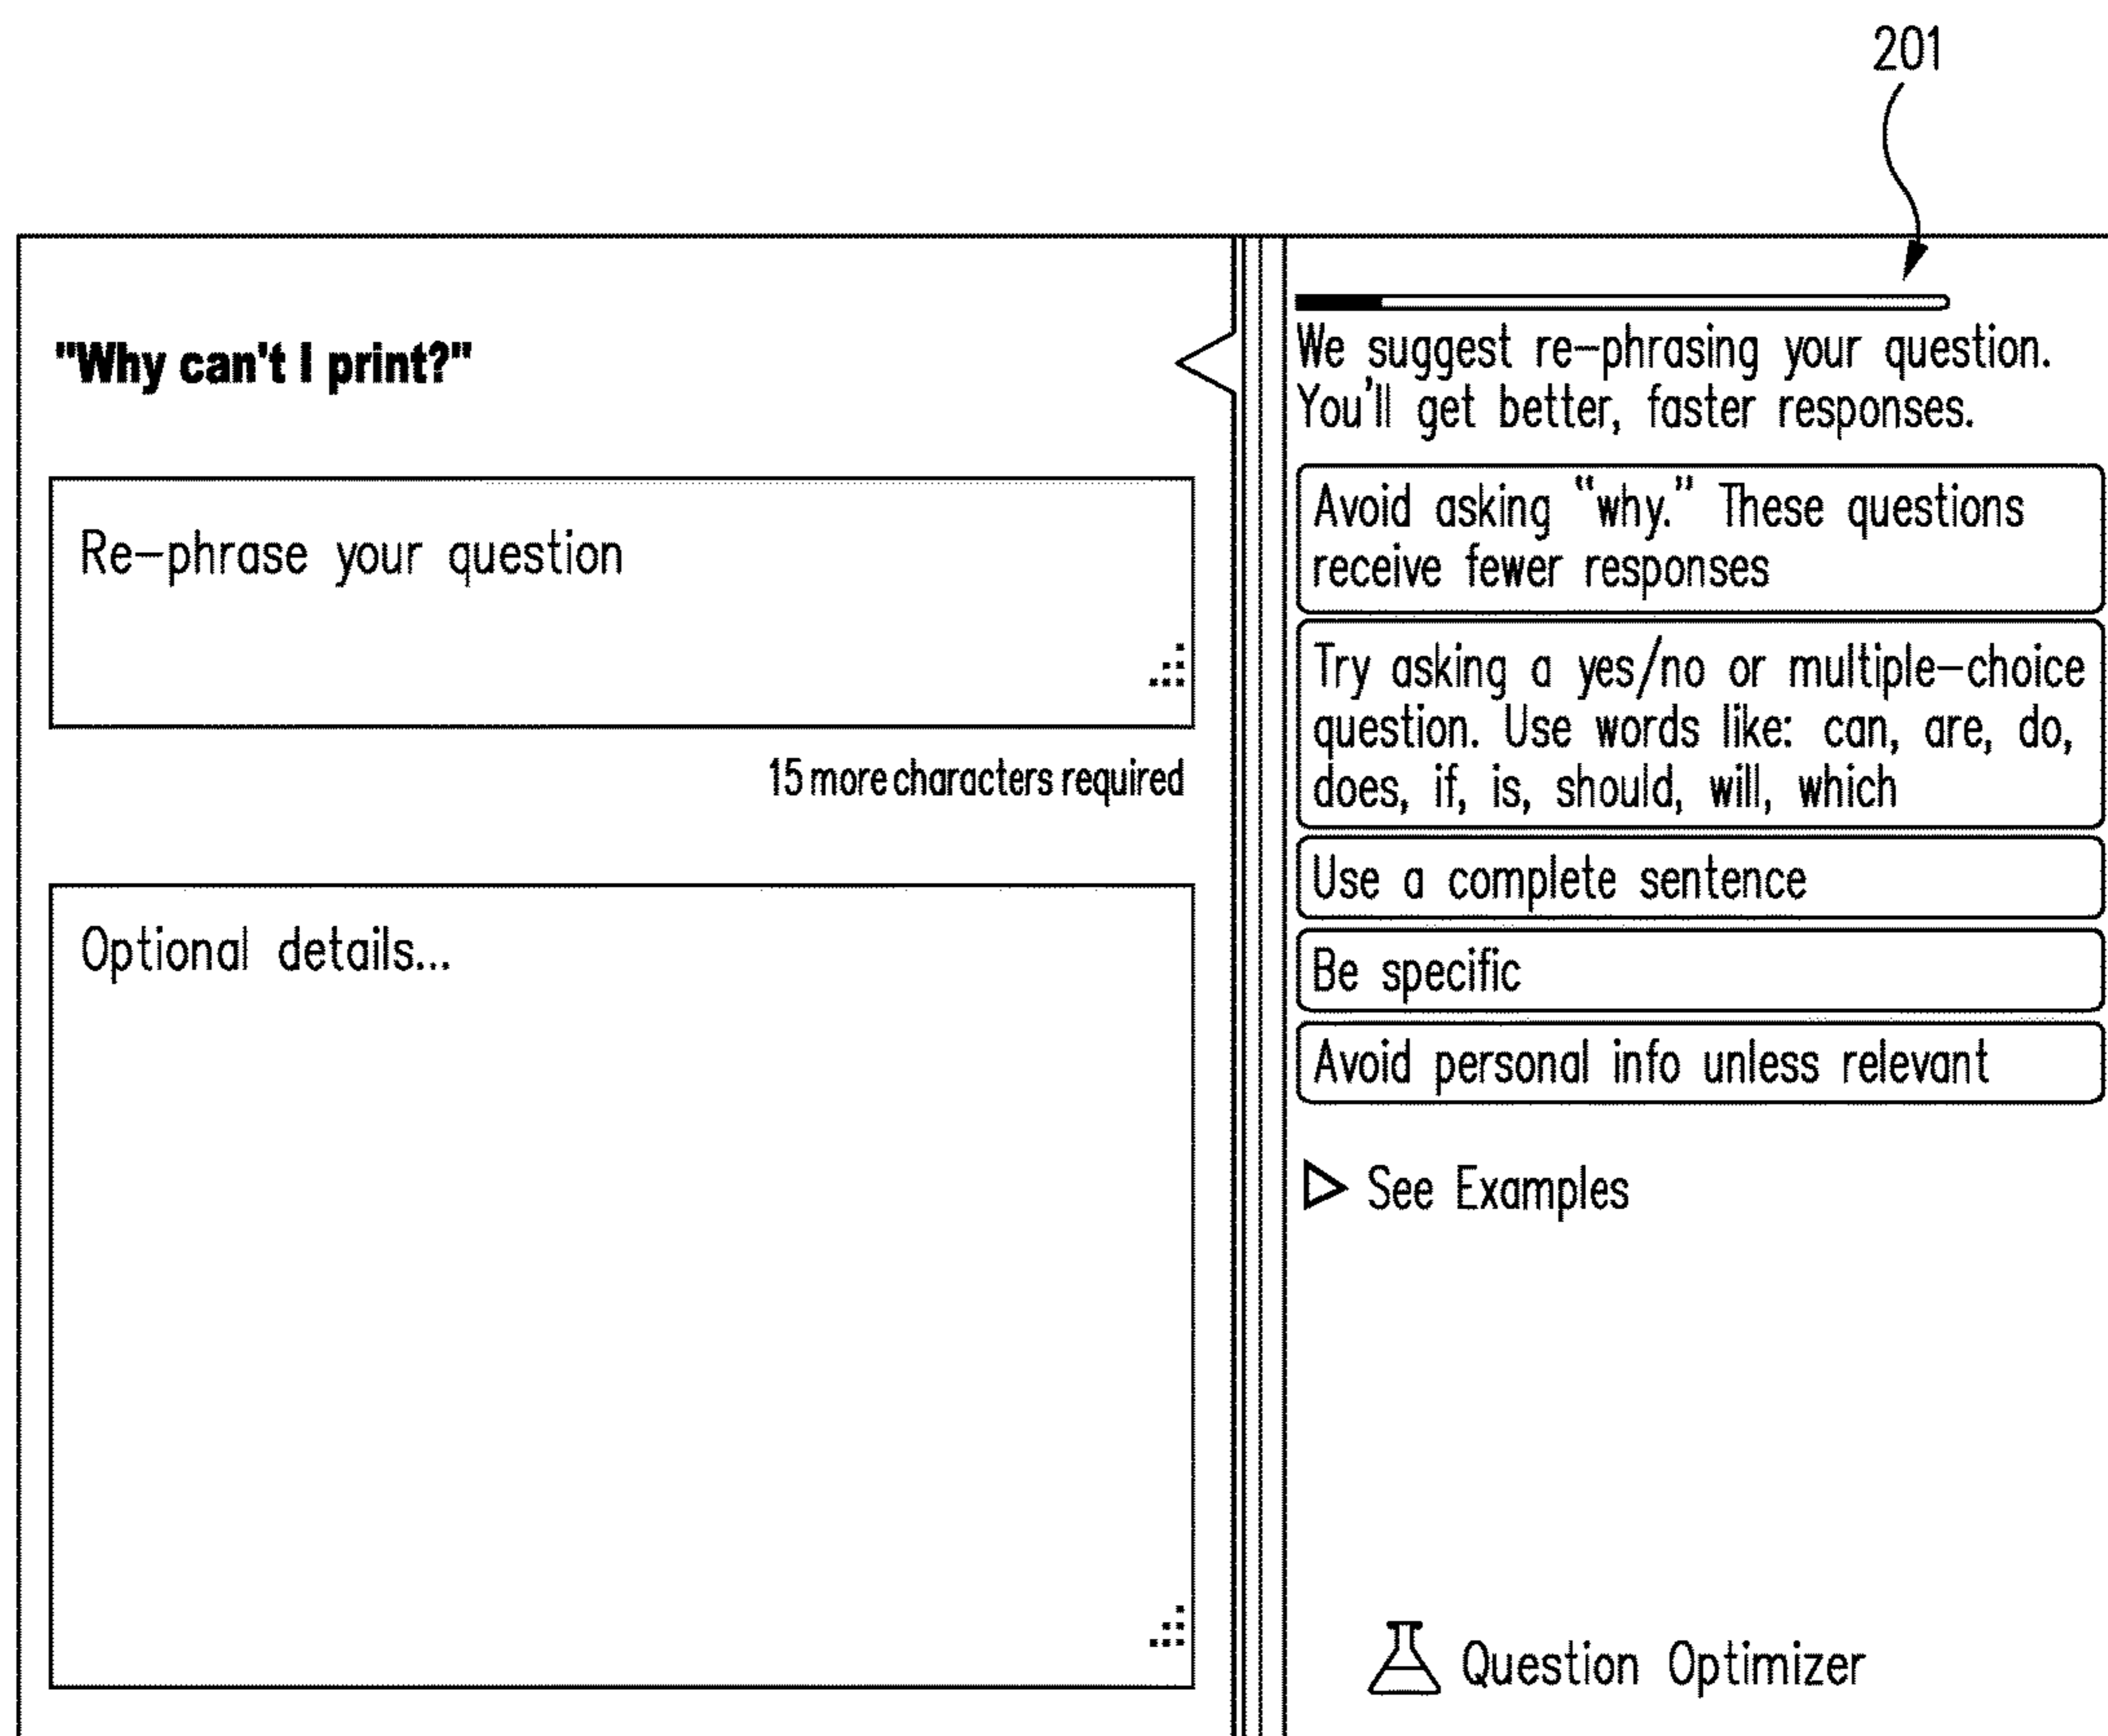 201
"Why can't I print?"
Re-phrase your question
15 more characters required
Optional details...
We suggest re-phrasing your question.
You'll get better, faster responses.
Avoid asking "why." These questions
receive fewer responses
Try asking a yes/no or multiple-choice
question. Use words like: can, are, do,
does, if, is, should, will, which
Use a complete sentence
Be specific
Avoid personal info unless relevant
See Examples
Question Optimizer